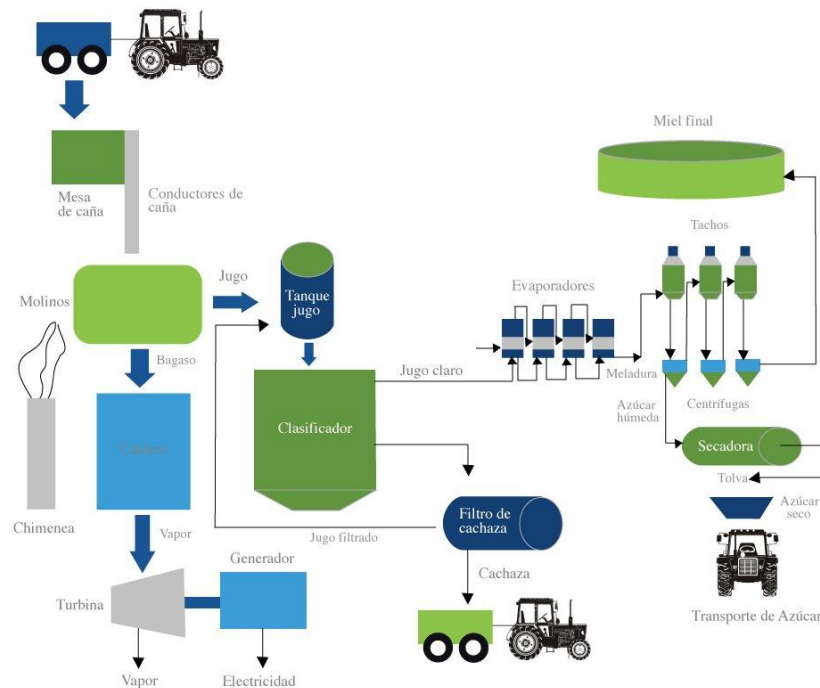 Miel final
Mesa
de caña
Conductores de
caña
Tachos
Molinos
Jugo
Tanque
jugo
Evaporadores
Bagaso
Jugo claro
Meladura
Azúcar
húmeda
Centrífugas
Clasificador
Caldera
Secadora
Tolva
Azúcar
seco
Chimenea
Vapor
Jugo filtrado
Filtro de
cachaza
Generador
Cachaza
Turbina
Transporte de Azúcar
Vapor
Electricidad